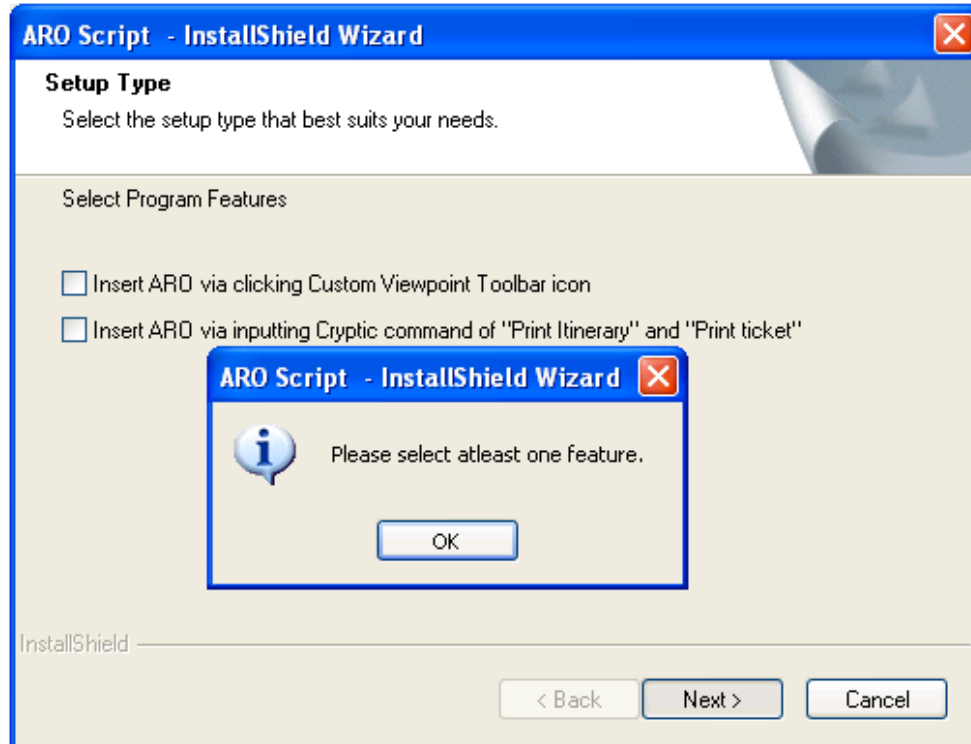 ARO Script - InstallShield Wizard
Setup Type
Select the setup type that best suits your needs.
Select Program Features
Insert ARO via clicking Custom Viewpoint Toolbar icon
Insert ARO via inputting Cryptic command of "Print Itinerary" and "Print ticket"
ARO Script - InstallShield Wizard
Please select atleast one feature.
OK
InstallShield
< Back
Next >
Cancel